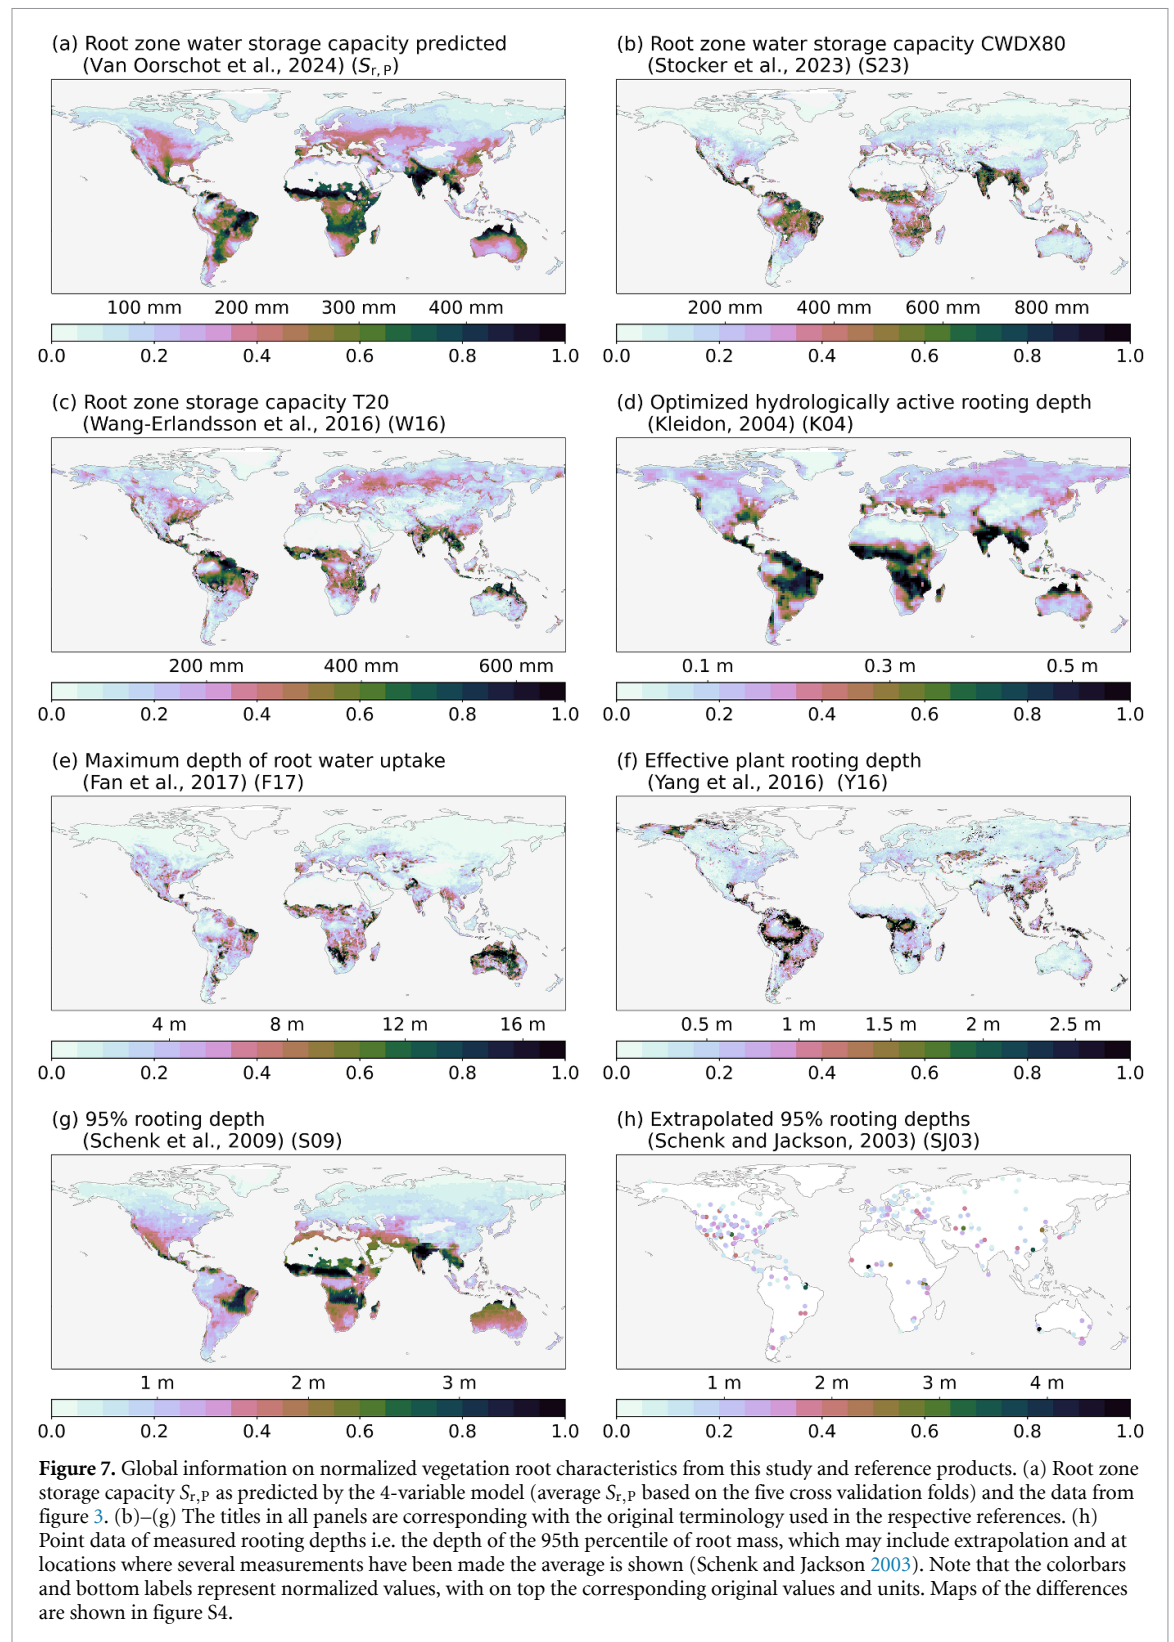 (a) Root zone water storage capacity predicted
(Van Oorschot et al., 2024) (Sr,P)
100 mm 200 mm 300 mm 400 mm
0.0 0.2 0.4 0.6 0.8 1.0
(b) Root zone water storage capacity CWDX80
(Stocker et al., 2023) (S23)
200 mm 400 mm 600 mm 800 mm
0.0 0.2 0.4 0.6 0.8 1.0
(c) Root zone storage capacity T20
(Wang-Erlandsson et al., 2016) (W16)
200 mm 400 mm 600 mm
0.0 0.2 0.4 0.6 0.8 1.0
(d) Optimized hydrologically active rooting depth
(Kleidon, 2004) (K04)
0.1 m 0.3 m 0.5 m
0.0 0.2 0.4 0.6 0.8 1.0
(e) Maximum depth of root water uptake
(Fan et al., 2017) (F17)
4 m 8 m 12 m 16 m
0.0 0.2 0.4 0.6 0.8 1.0
(f) Effective plant rooting depth
(Yang et al., 2016) (Y16)
0.5 m 1 m 1.5 m 2 m 2.5 m
0.0 0.2 0.4 0.6 0.8 1.0
(g) 95% rooting depth
(Schenk et al., 2009) (S09)
1 m 2 m 3 m
0.0 0.2 0.4 0.6 0.8 1.0
(h) Extrapolated 95% rooting depths
(Schenk and Jackson, 2003) (SJ03)
1 m 2 m 3 m 4 m
0.0 0.2 0.4 0.6 0.8 1.0
Figure 7. Global information on normalized vegetation root characteristics from this study and reference products. (a) Root zone
storage capacity Sr,P as predicted by the 4-variable model (average Sr,P based on the five cross validation folds) and the data from
figure 3. (b)–(g) The titles in all panels are corresponding with the original terminology used in the respective references. (h)
Point data of measured rooting depths i.e. the depth of the 95th percentile of root mass, which may include extrapolation and at
locations where several measurements have been made the average is shown (Schenk and Jackson 2003). Note that the colorbars
and bottom labels represent normalized values, with on top the corresponding original values and units. Maps of the differences
are shown in figure S4.